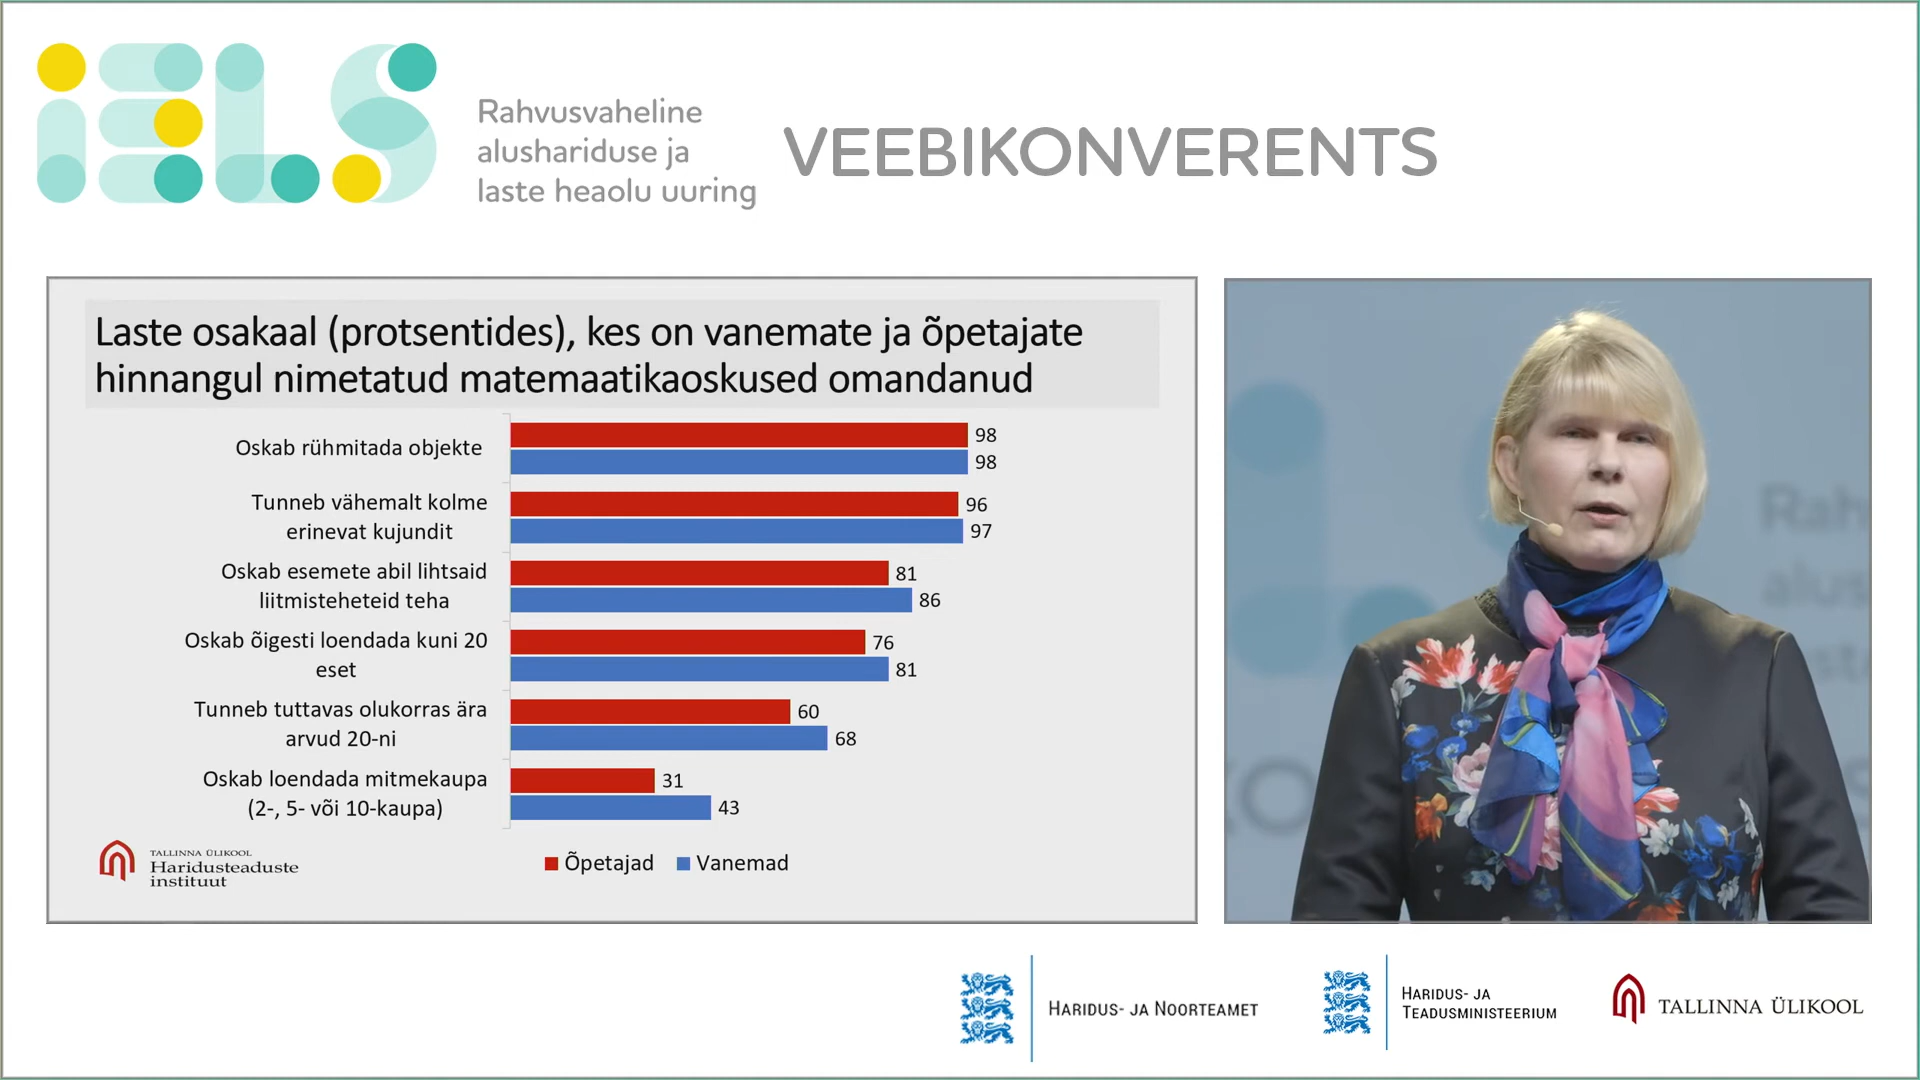 iELS
Rahvusvaheline
alushariduse ja
laste heaolu uuring
VEEBIKONVERENTS
Laste osakaal (protsentides), kes on vanemate ja õpetajate
hinnangul nimetatud matemaatikaoskused omandanud
Oskab rühmitada objekte
98
98
Tunneb vähemalt kolme
erinevat kujundit
96
97
Oskab esemete abil lihtsaid
liitmisteheteid teha
81
86
Oskab õigesti loendada kuni 20
eset
76
81
Tunneb tuttavas olukorras ära
arvud 20-ni
60
68
Oskab loendada mitmekaupa
(2-, 5- või 10-kaupa)
31
43
Õpetajad Vanemad
TALLINNA ÜLIKOOL
Haridusteaduste
instituut
HARIDUS- JA NOORTEAMET
HARIDUS- JA
TEADUSMINISTEERIUM
TALLINNA ÜLIKOOL